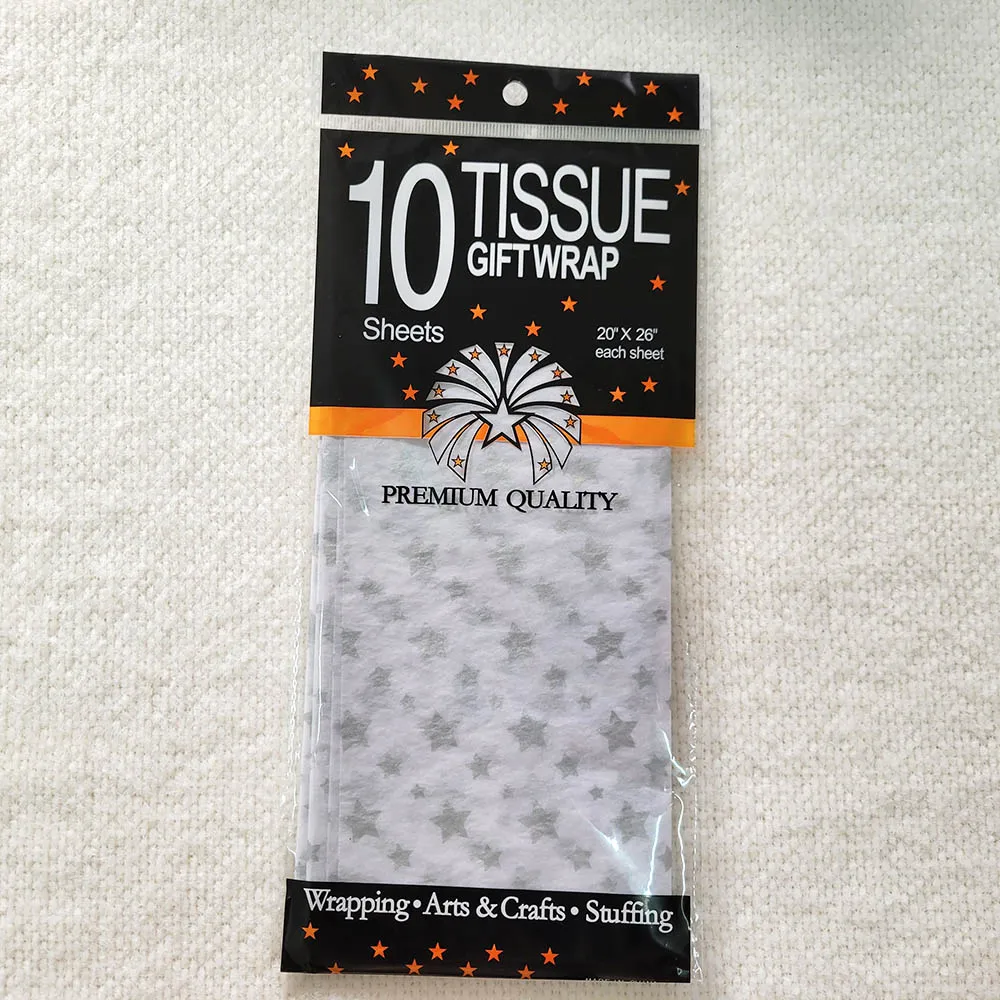 10 TISSUE
GIFT WRAP
Sheets
20" X 26"
each sheet
PREMIUM QUALITY
Wrapping • Arts & Crafts • Stuffing